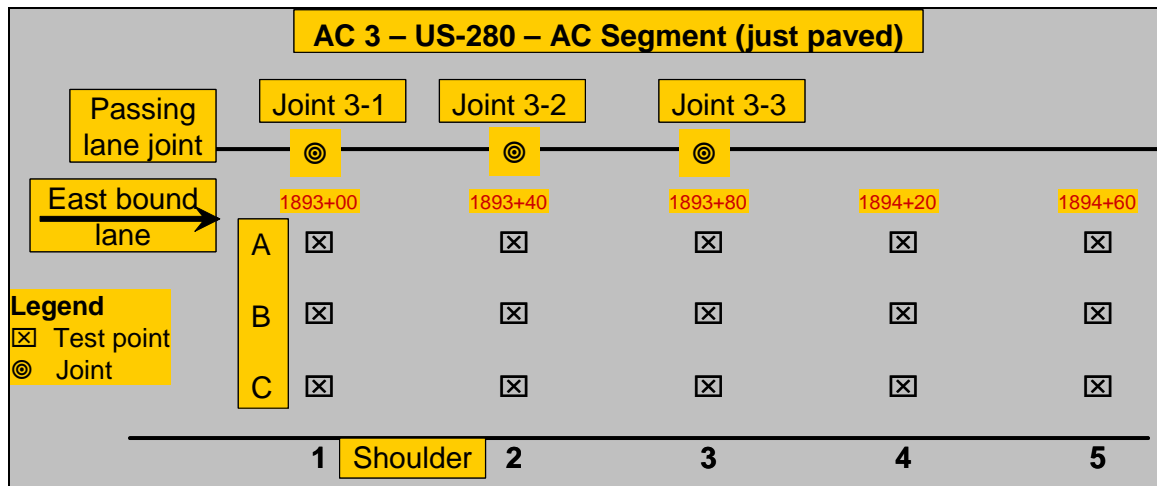 AC 3 – US-280 – AC Segment (just paved)
Passing
lane joint
Joint 3-1
Joint 3-2
Joint 3-3
East bound
lane
1893+00
1893+40
1893+80
1894+20
1894+60
A
B
C
Legend
Test point
Joint
1
Shoulder
2
3
4
5